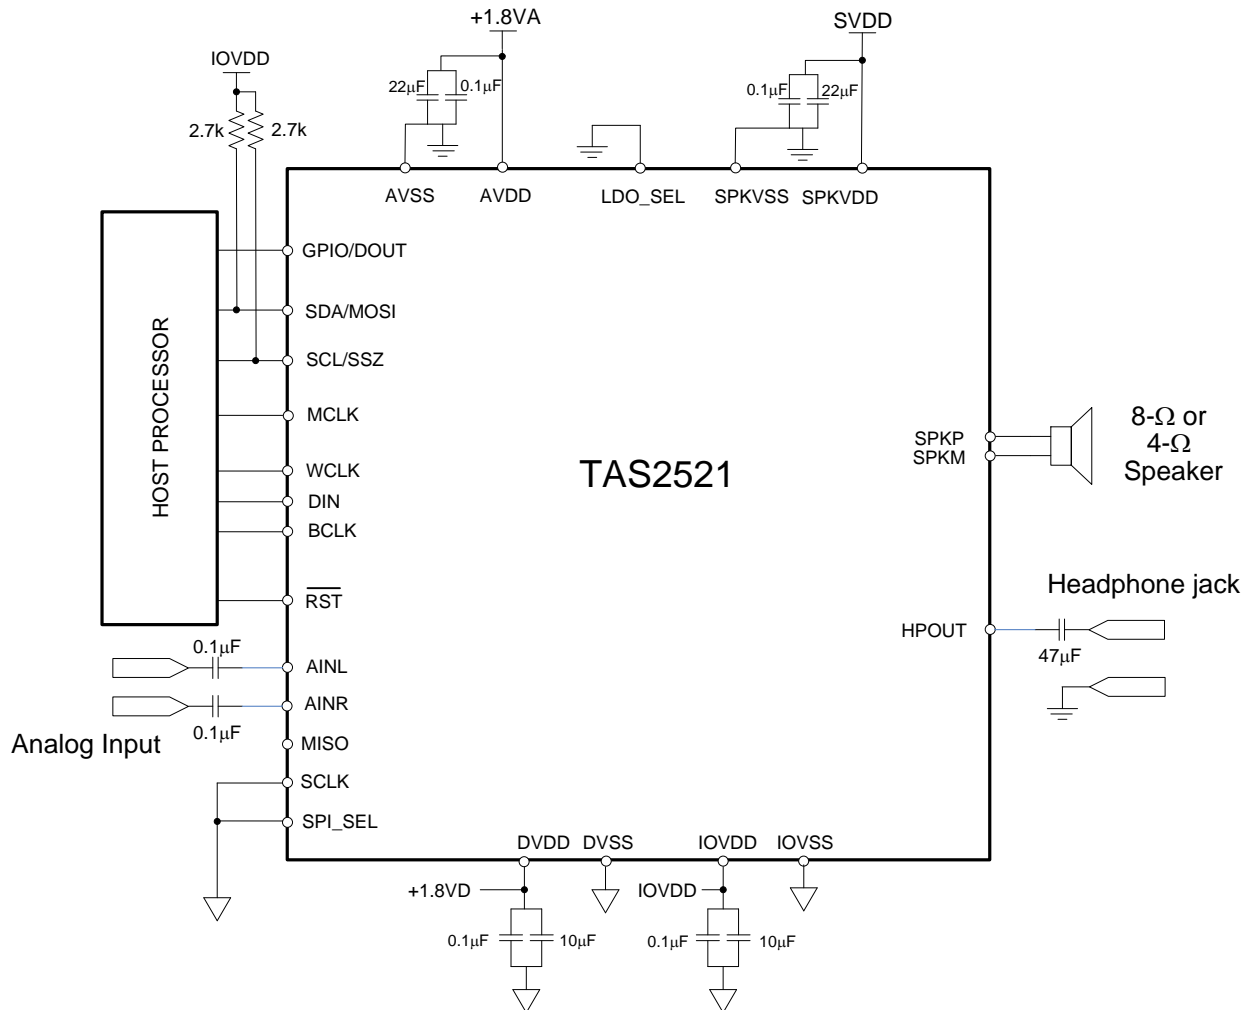 +1.8VA
SVDD
IOVDD
22μF
0.1μF
0.1μF
22μF
2.7k
2.7k
AVSS
AVDD
LDO_SEL
SPKVSS
SPKVDD
HOST PROCESSOR
GPIO/DOUT
SDA/MOSI
SCL/SSZ
MCLK
WCLK
DIN
BCLK
RST
TAS2521
SPKP
SPKM
8-Ω or
4-Ω
Speaker
Headphone jack
HPOUT
47μF
0.1μF
AINL
AINR
0.1μF
Analog Input
MISO
SCLK
SPI_SEL
DVDD
DVSS
IOVDD
IOVSS
+1.8VD
IOVDD
0.1μF
10μF
0.1μF
10μF